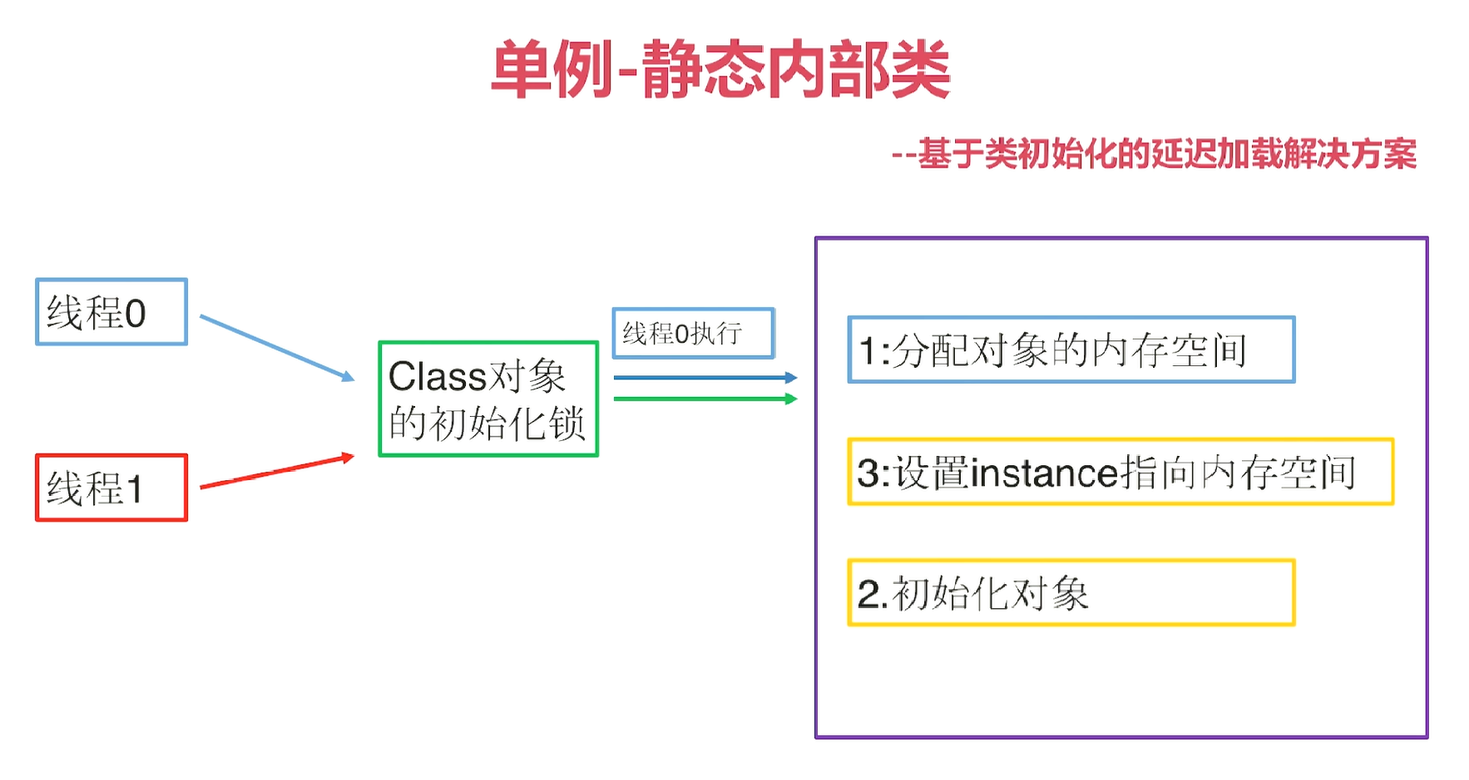 单例-静态内部类
--基于类初始化的延迟加载解决方案
线程0
线程1
Class对象
的初始化锁
线程0执行
1:分配对象的内存空间
3:设置instance指向内存空间
2.初始化对象